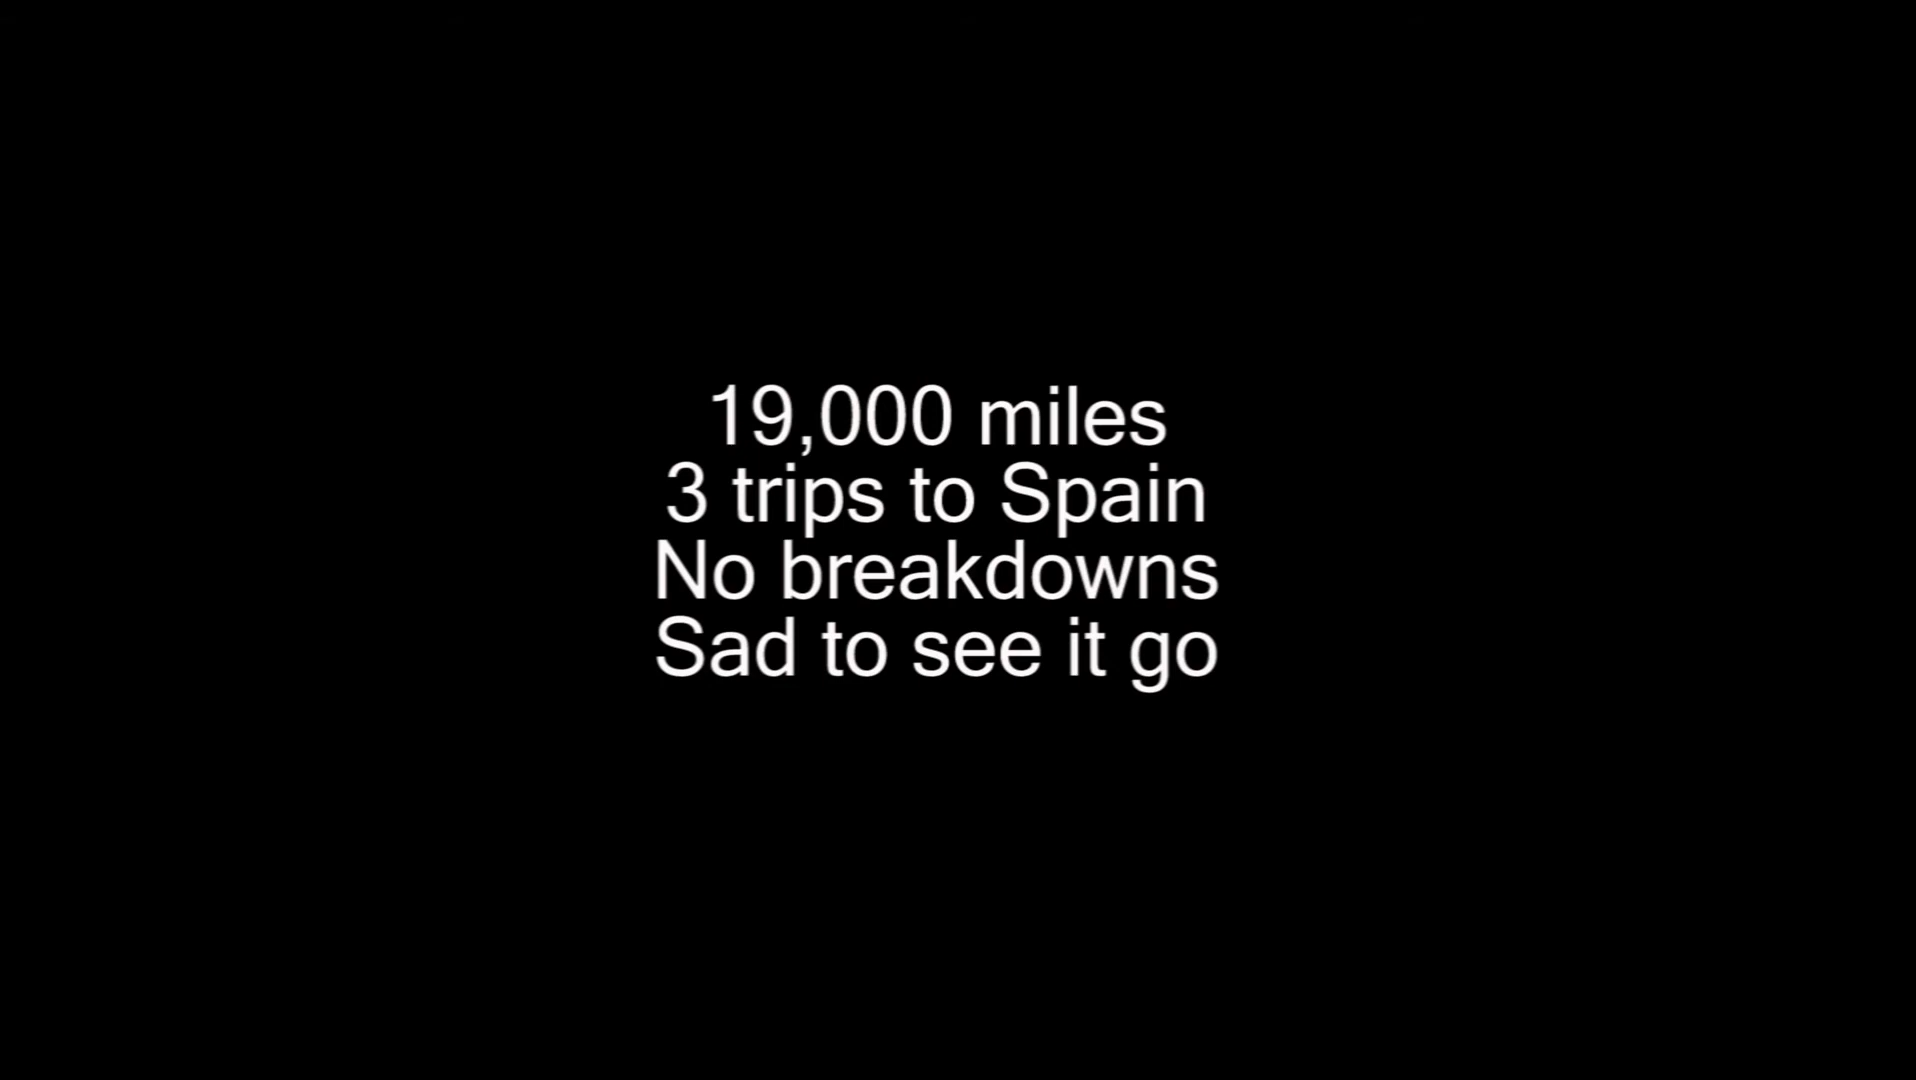 19,000 miles
3 trips to Spain
No breakdowns
Sad to see it go